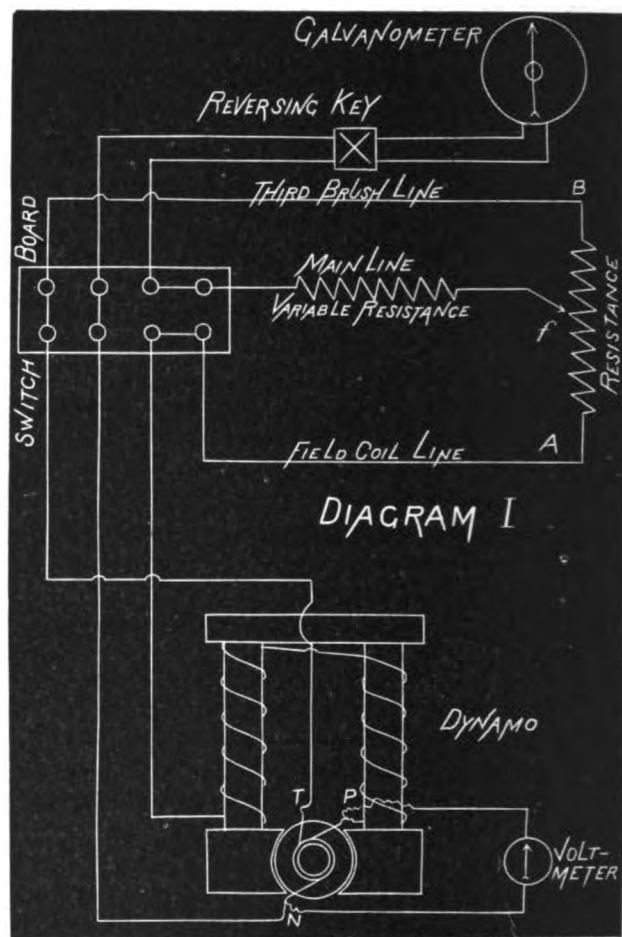 GALVANOMETER
REVERSING KEY
THIRD BRUSH LINE
B
BOARD
MAIN LINE
VARIABLE RESISTANCE
f
RESISTANCE
SWITCH
FIELD COIL LINE
A
DIAGRAM I
DYNAMO
T
P
VOLT-
METER
N